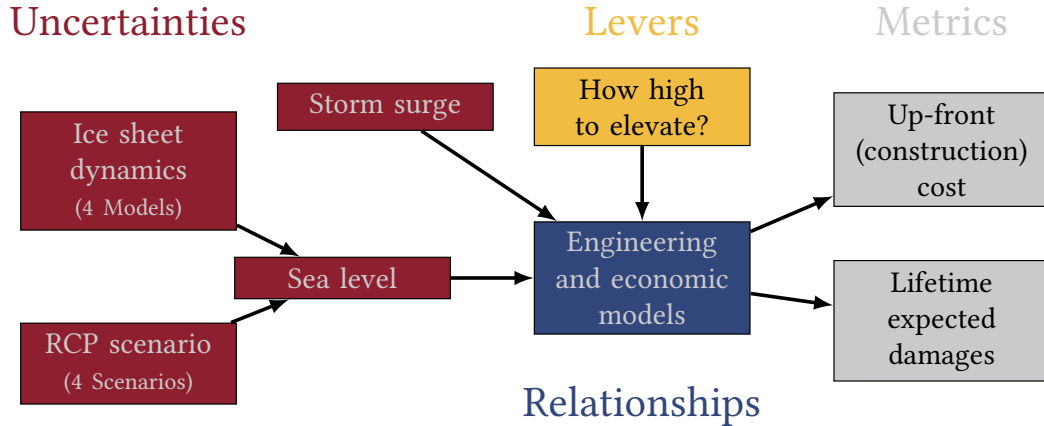 Uncertainties
Levers
Metrics
Storm surge
How high
to elevate?
Ice sheet
dynamics
(4 Models)
Up-front
(construction)
cost
Sea level
Engineering
and economic
models
RCP scenario
(4 Scenarios)
Lifetime
expected
damages
Relationships